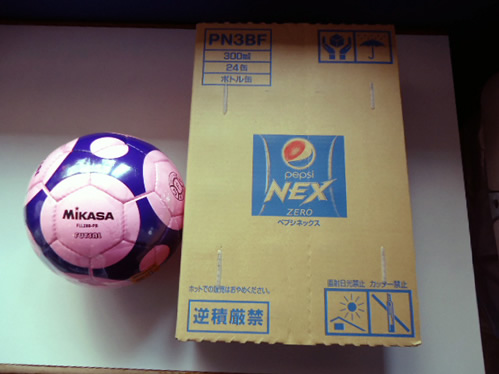 PN3BF
300ml
24缶
ボトル缶
MIKASA
FUTSAL
pepsi
NEX
ZERO
ペプシネックス
ホットでの販売はおやめください。
逆積厳禁
直射日光禁止
カッター禁止